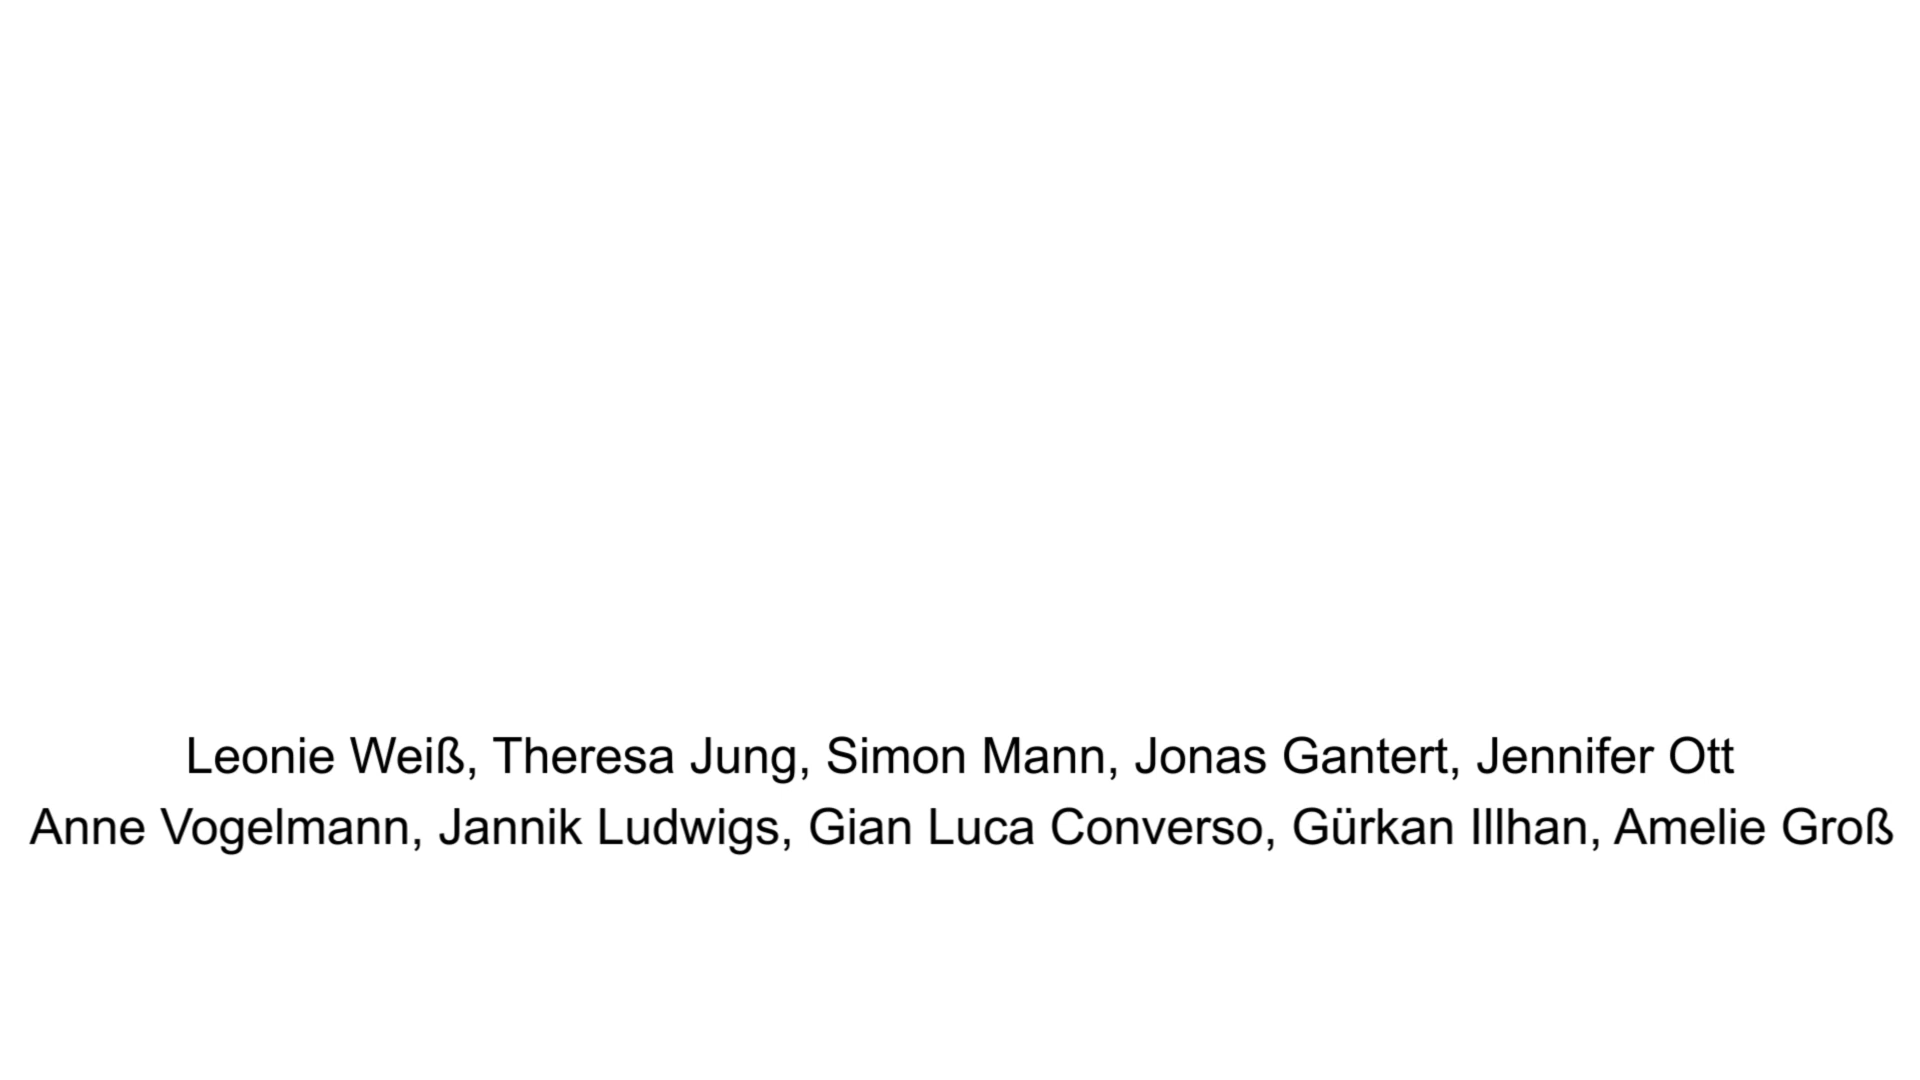 Leonie Weiß, Theresa Jung, Simon Mann, Jonas Gantert, Jennifer Ott
Anne Vogelmann, Jannik Ludwigs, Gian Luca Converso, Gürkan Illhan, Amelie Groß